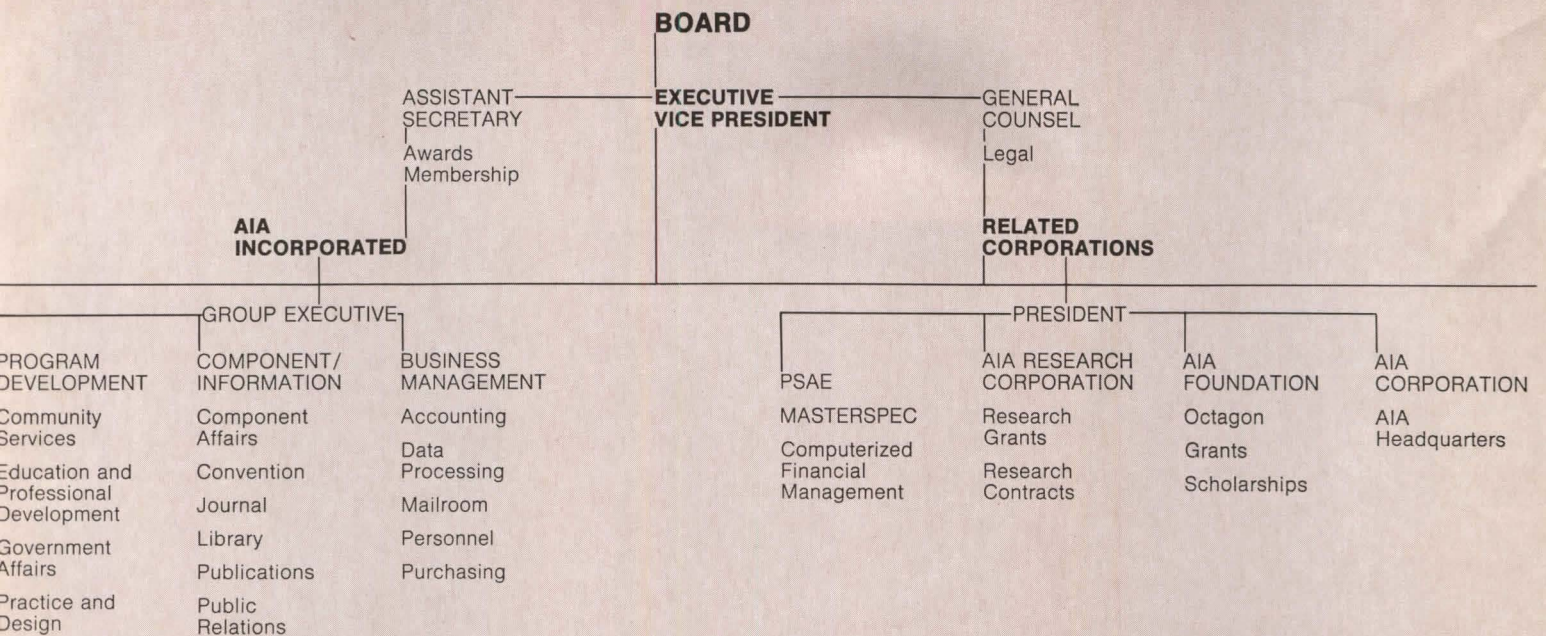 BOARD
ASSISTANT
SECRETARY
Awards
Membership
EXECUTIVE
VICE PRESIDENT
GENERAL
COUNSEL
Legal
AIA
INCORPORATED
RELATED
CORPORATIONS
GROUP EXECUTIVE
PROGRAM
DEVELOPMENT
Community
Services
Education and
Professional
Development
Government
Affairs
Practice and
Design
COMPONENT/
INFORMATION
Component
Affairs
Convention
Journal
Library
Publications
Public
Relations
BUSINESS
MANAGEMENT
Accounting
Data
Processing
Mailroom
Personnel
Purchasing
PRESIDENT
PSAE
MASTERSPEC
Computerized
Financial
Management
AIA RESEARCH
CORPORATION
Research
Grants
Research
Contracts
AIA
FOUNDATION
Octagon
Grants
Scholarships
AIA
CORPORATION
AIA
Headquarters